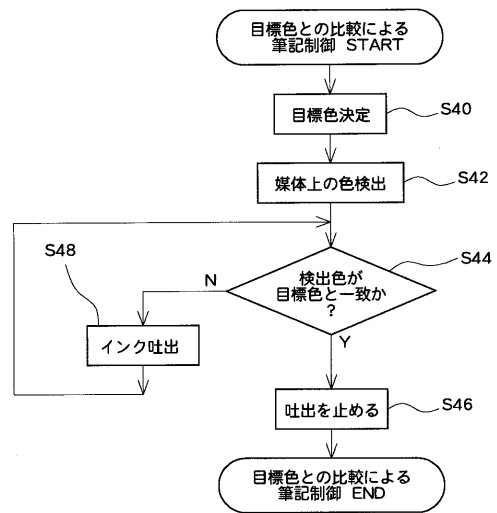 目標色との比較による
筆記制御 START
目標色決定
S40
媒体上の色検出
S42
S48
N
検出色が
目標色と一致か
?
S44
インク吐出
Y
吐出を止める
S46
目標色との比較による
筆記制御 END